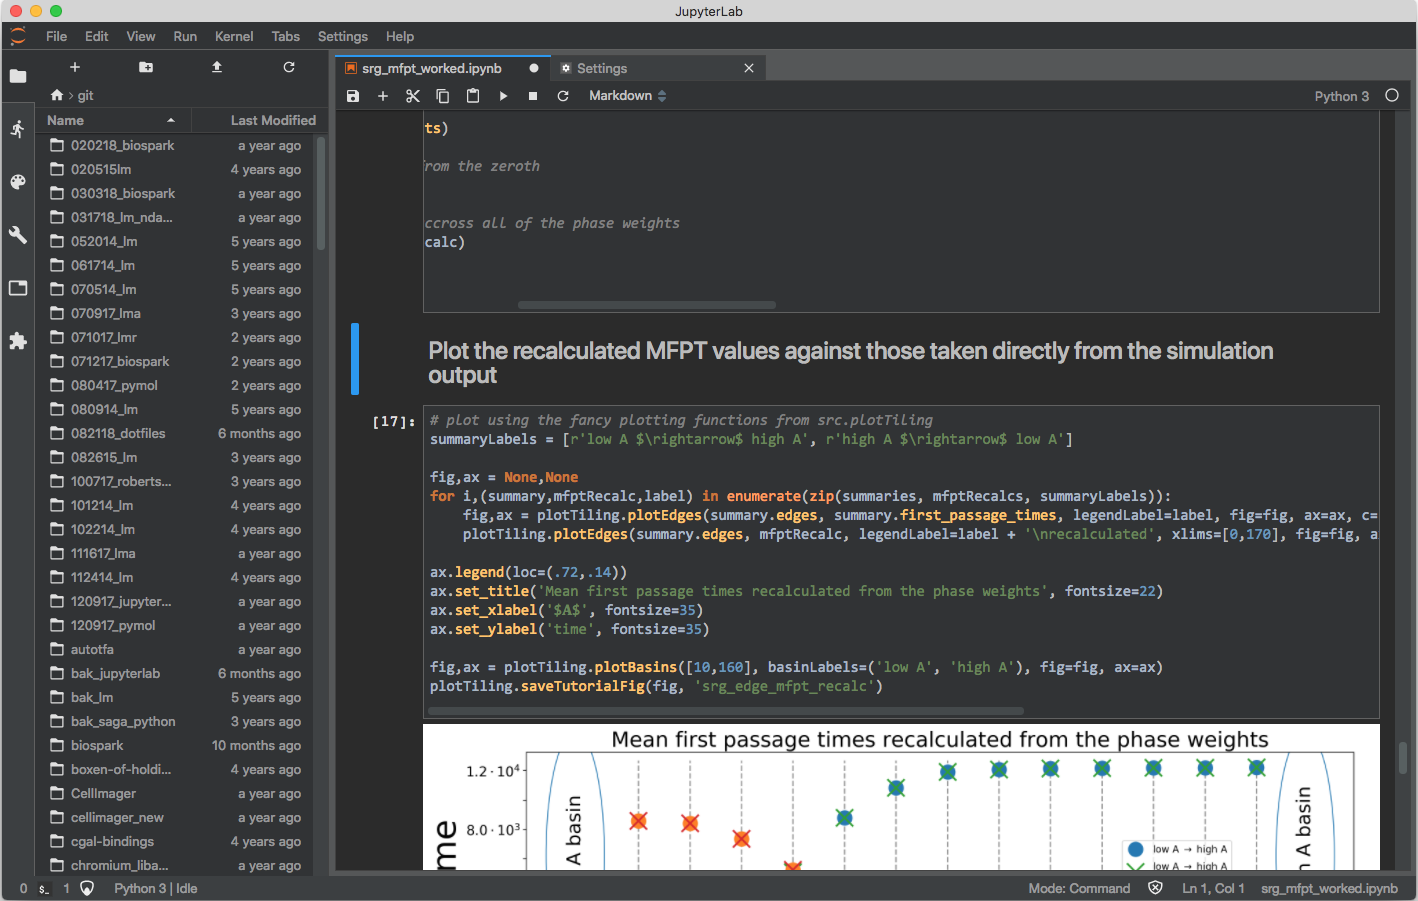 JupyterLab
File Edit View Run Kernel Tabs Settings Help
git
Name Last Modified
020218_biospark a year ago
020515lm 4 years ago
030318_biospark a year ago
031718_lm_nda... a year ago
052014_lm 5 years ago
061714_lm 5 years ago
070514_lm 5 years ago
070917_lma 3 years ago
071017_lmr 2 years ago
071217_biospark 2 years ago
080417_pymol 2 years ago
080914_lm 5 years ago
082118_dotfiles 6 months ago
082615_lm 3 years ago
100717_roberts... 3 years ago
101214_lm 4 years ago
102214_lm 4 years ago
111617_lma a year ago
112414_lm 4 years ago
120917_jupyter... a year ago
120917_pymol a year ago
autotfa a year ago
bak_jupyterlab 6 months ago
bak_lm 5 years ago
bak_saga_python 3 years ago
biospark 10 months ago
boxen-of-holdi... 4 years ago
CellImager a year ago
cellimager_new a year ago
cgal-bindings 4 years ago
chromium_liba... a year ago
srg_mfpt_worked.ipynb Settings
Markdown Python 3
ts)
rom the zeroth
ccross all of the phase weights
calc)
Plot the recalculated MFPT values against those taken directly from the simulation
output
[17]:
# plot using the fancy plotting functions from src.plotTiling
summaryLabels = [r'low A $\rightarrow$ high A', r'high A $\rightarrow$ low A']
fig,ax = None,None
for i,(summary,mfptRecalc,label) in enumerate(zip(summaries, mfptRecalcs, summaryLabels)):
fig,ax = plotTiling.plotEdges(summary.edges, summary.first_passage_times, legendLabel=label, fig=fig, ax=ax, c=
plotTiling.plotEdges(summary.edges, mfptRecalc, legendLabel=label + '\nrecalculated', xlims=[0,170], fig=fig, a
ax.legend(loc=(.72,.14))
ax.set_title('Mean first passage times recalculated from the phase weights', fontsize=22)
ax.set_xlabel('$A$', fontsize=35)
ax.set_ylabel('time', fontsize=35)
fig,ax = plotTiling.plotBasins([10,160], basinLabels=('low A', 'high A'), fig=fig, ax=ax)
plotTiling.saveTutorialFig(fig, 'srg_edge_mfpt_recalc')
Mean first passage times recalculated from the phase weights
1.2·10⁴
8.0·10³
me
A basin
A basin
low A → high A
low A → high A
0 $_ 1 Python 3 | Idle Mode: Command Ln 1, Col 1 srg_mfpt_worked.ipynb